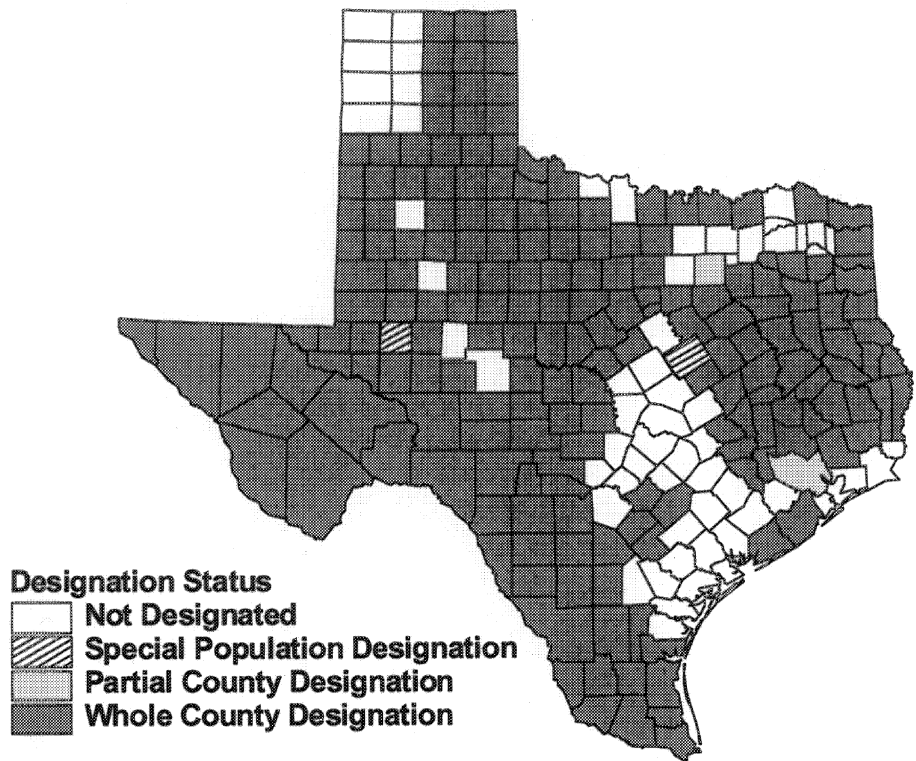 Designation Status
Not Designated
Special Population Designation
Partial County Designation
Whole County Designation